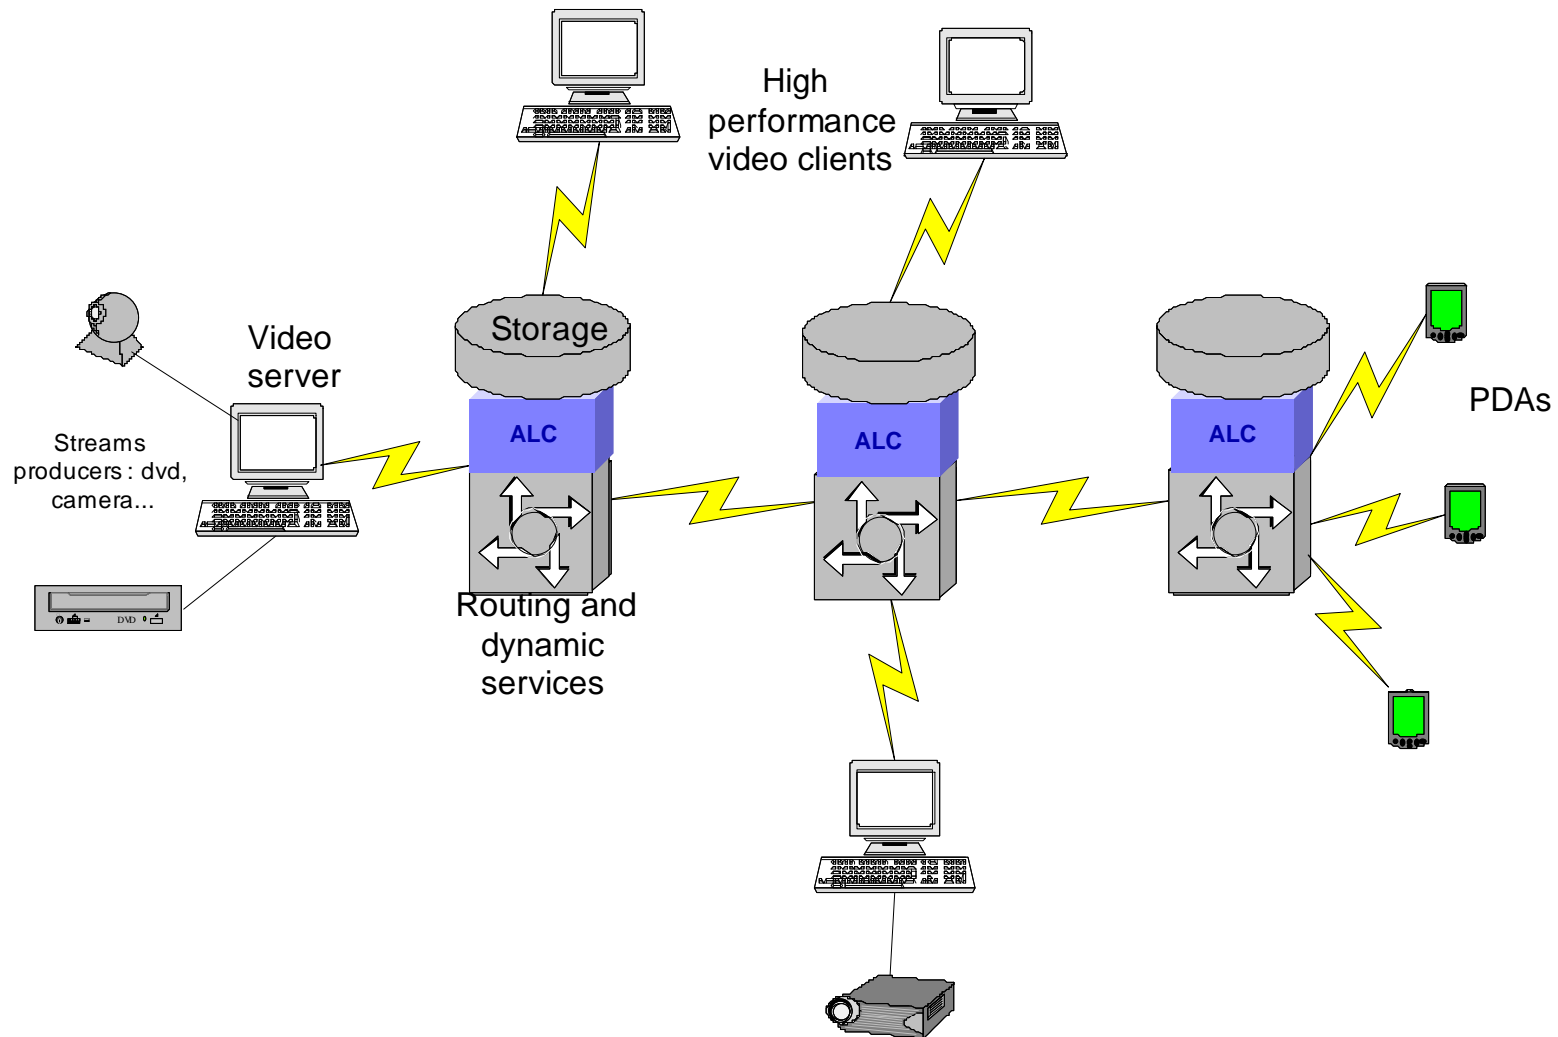 High
performance
video clients
Storage
Video
server
PDAs
ALC
ALC
ALC
Streams
producers : dvd,
camera...
DVD
Routing and
dynamic
services